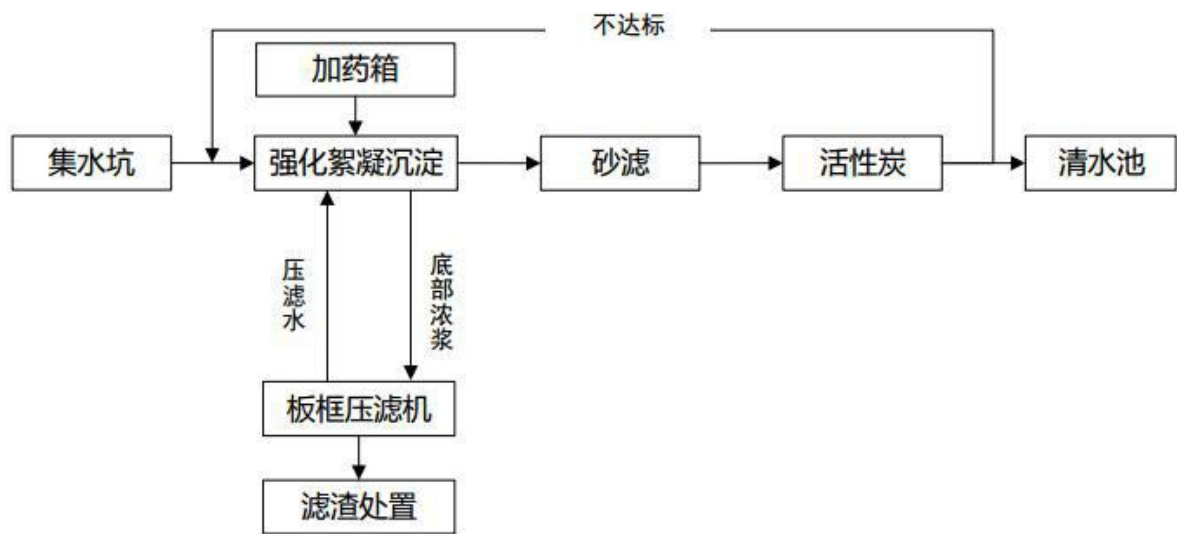 不达标
加药箱
集水坑
强化絮凝沉淀
砂滤
活性炭
清水池
压滤水
底部浓浆
板框压滤机
滤渣处置